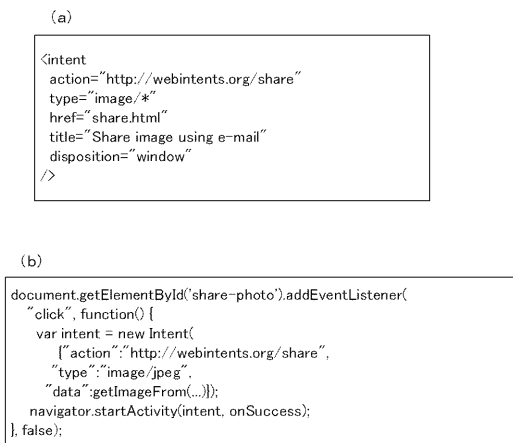 (a)
<intent
action="http://webintents.org/share"
type="image/*"
href="share.html"
title="Share image using e-mail"
disposition="window"
/>
(b)
document.getElementById('share-photo').addEventListener(
"click", function() {
var intent = new Intent(
{"action":"http://webintents.org/share",
"type":"image/jpeg",
"data":getImageFrom(...)});
navigator.startActivity(intent, onSuccess);
}, false);